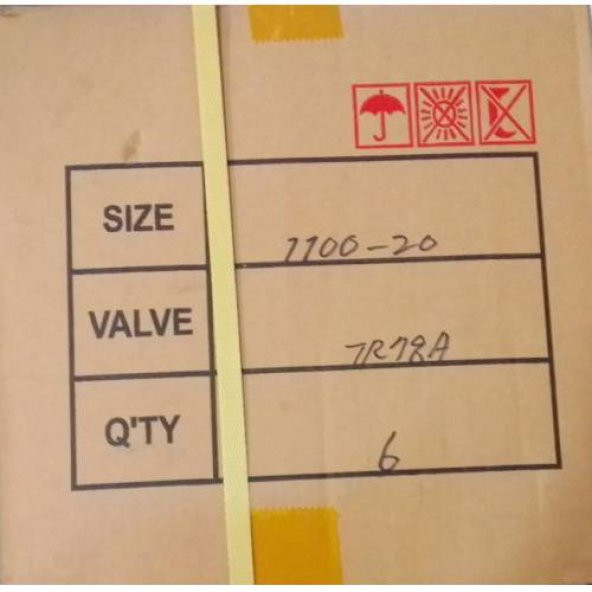 SIZE 1100-20
VALVE TR78A
Q'TY 6